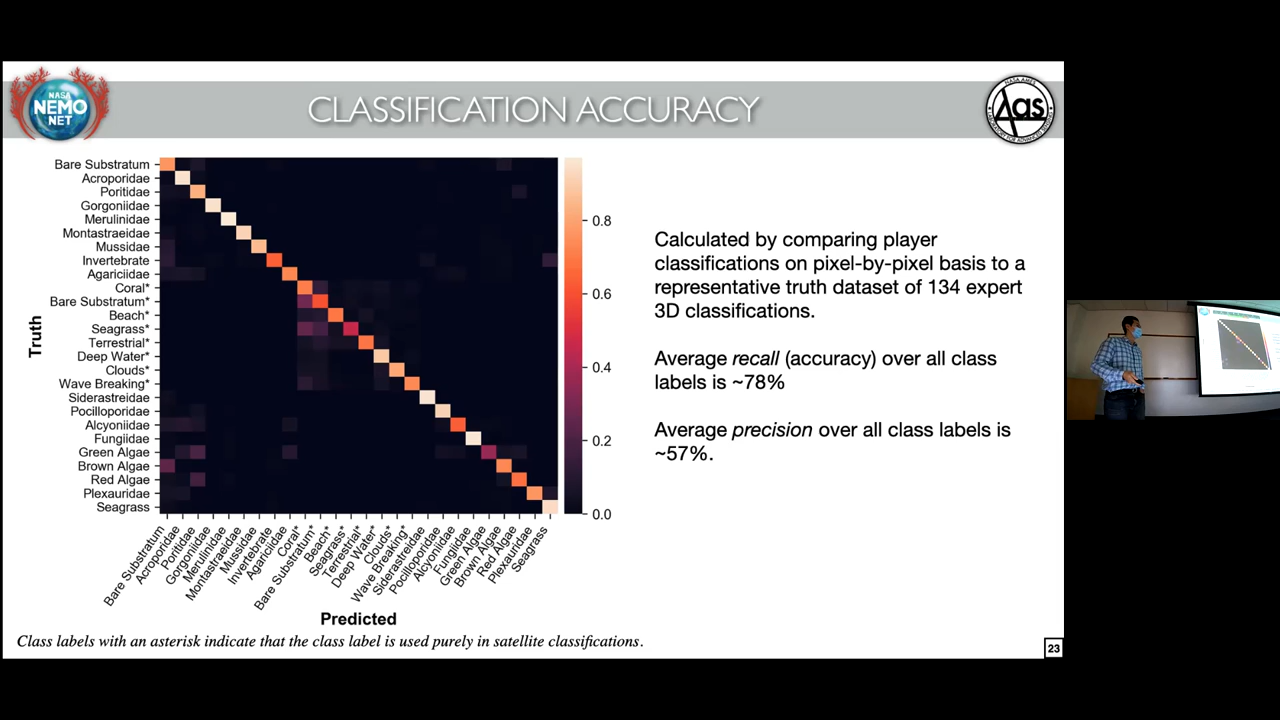 NASA
NEMO
NET
CLASSIFICATION ACCURACY
NASA AMES
Aas
Bare Substratum
Acroporidae
Poritidae
Gorgoniidae
Merulinidae
Montastraeidae
Mussidae
Invertebrate
Agariciidae
Coral*
Bare Substratum*
Beach*
Seagrass*
Terrestrial*
Deep Water*
Clouds*
Wave Breaking*
Siderastreidae
Pocilloporidae
Alcyoniidae
Fungiidae
Green Algae
Brown Algae
Red Algae
Plexauridae
Seagrass
Truth
0.8
0.6
0.4
0.2
0.0
Bare Substratum
Acroporidae
Poritidae
Gorgoniidae
Merulinidae
Montastraeidae
Mussidae
Invertebrate
Agariciidae
Coral*
Bare Substratum*
Beach*
Seagrass*
Terrestrial*
Deep Water*
Clouds*
Wave Breaking*
Siderastreidae
Pocilloporidae
Alcyoniidae
Fungiidae
Green Algae
Brown Algae
Red Algae
Plexauridae
Seagrass
Predicted
Calculated by comparing player
classifications on pixel-by-pixel basis to a
representative truth dataset of 134 expert
3D classifications.
Average recall (accuracy) over all class
labels is ~78%
Average precision over all class labels is
~57%.
Class labels with an asterisk indicate that the class label is used purely in satellite classifications.
23